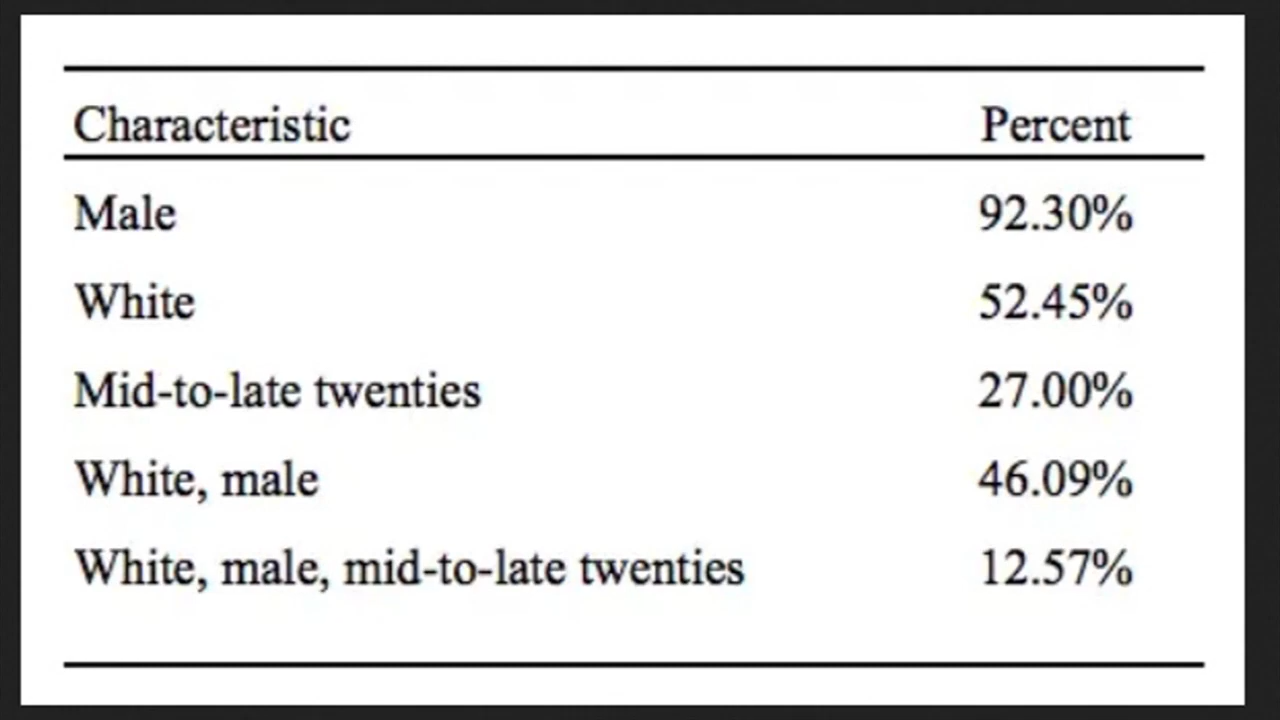 Characteristic Percent
Male 92.30%
White 52.45%
Mid-to-late twenties 27.00%
White, male 46.09%
White, male, mid-to-late twenties 12.57%